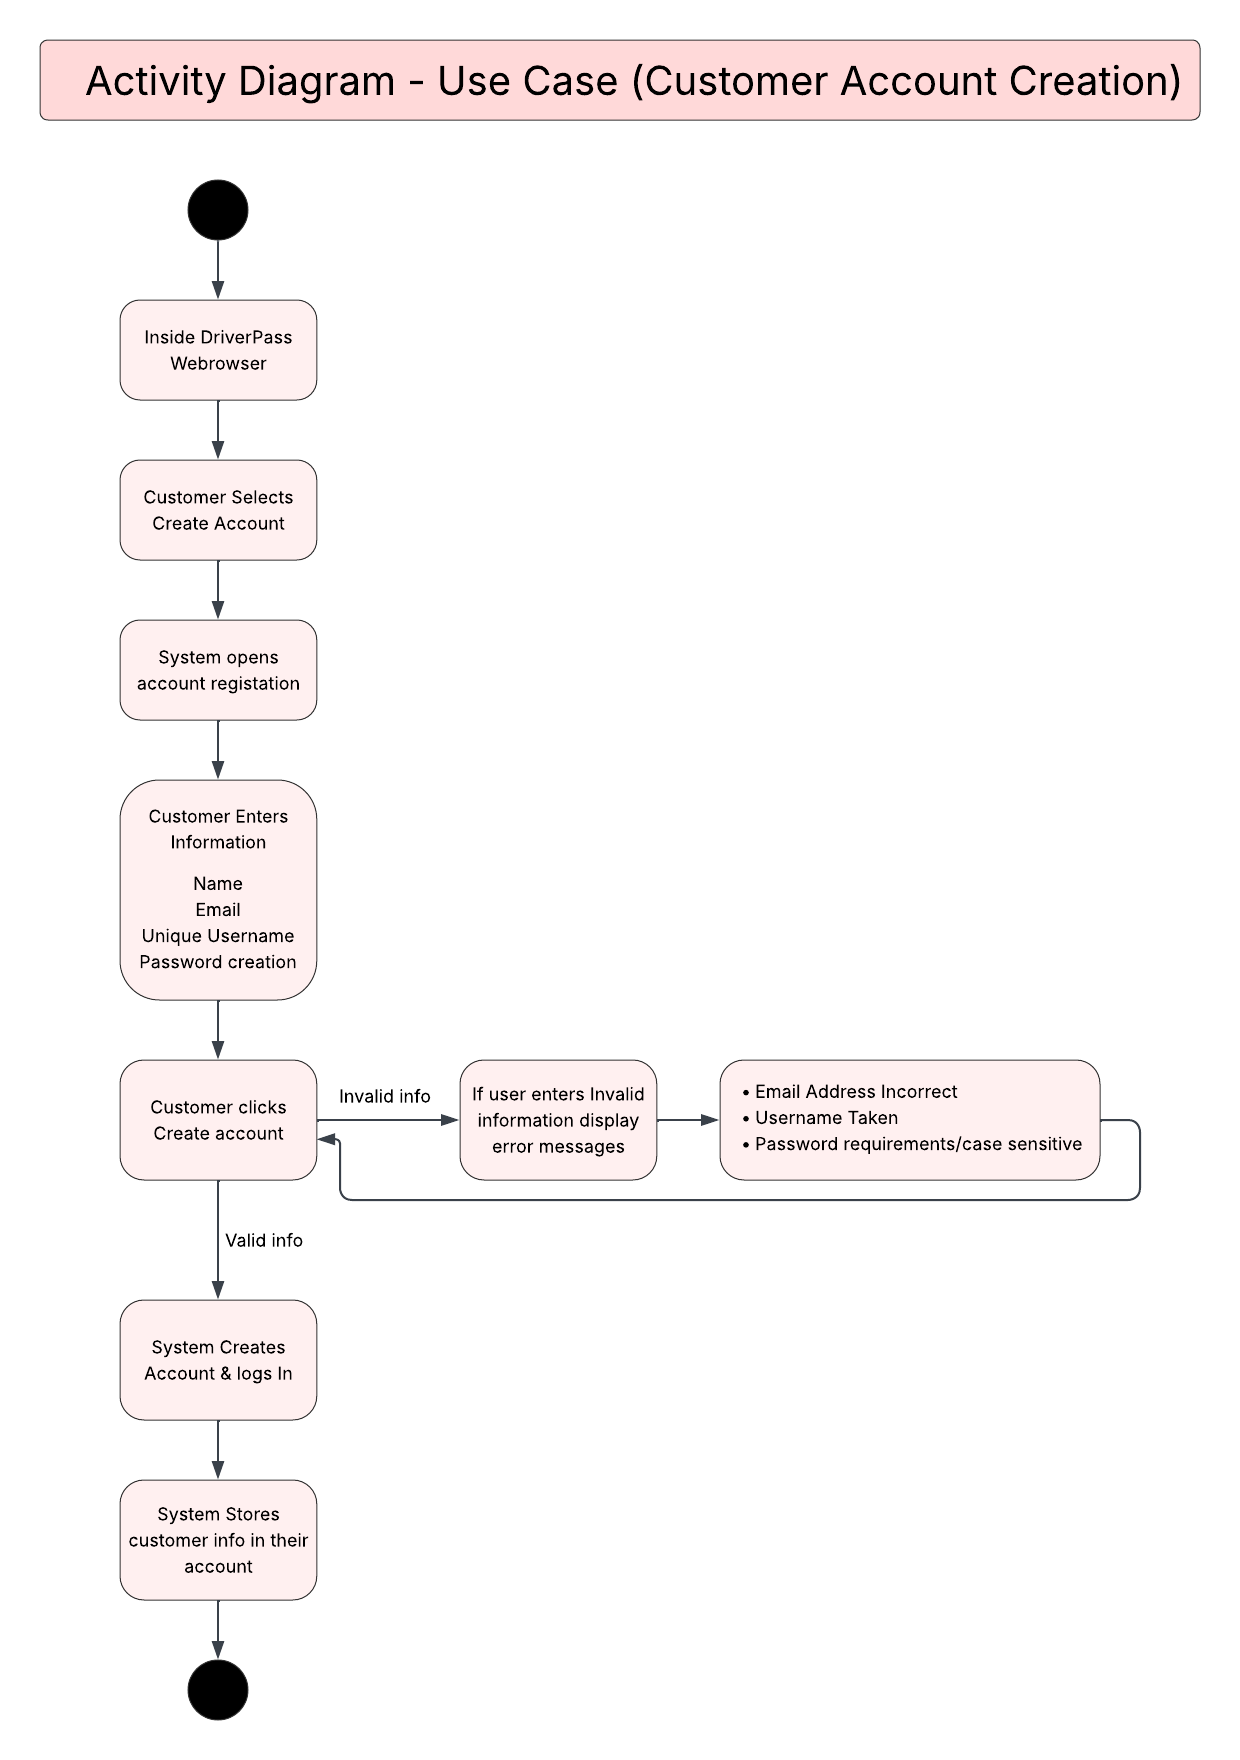 Activity Diagram - Use Case (Customer Account Creation)
Inside DriverPass
Webrowser
Customer Selects
Create Account
System opens
account registation
Customer Enters
Information
Name
Email
Unique Username
Password creation
Customer clicks
Create account
Invalid info
If user enters Invalid
information display
error messages
• Email Address Incorrect
• Username Taken
• Password requirements/case sensitive
Valid info
System Creates
Account & logs In
System Stores
customer info in their
account